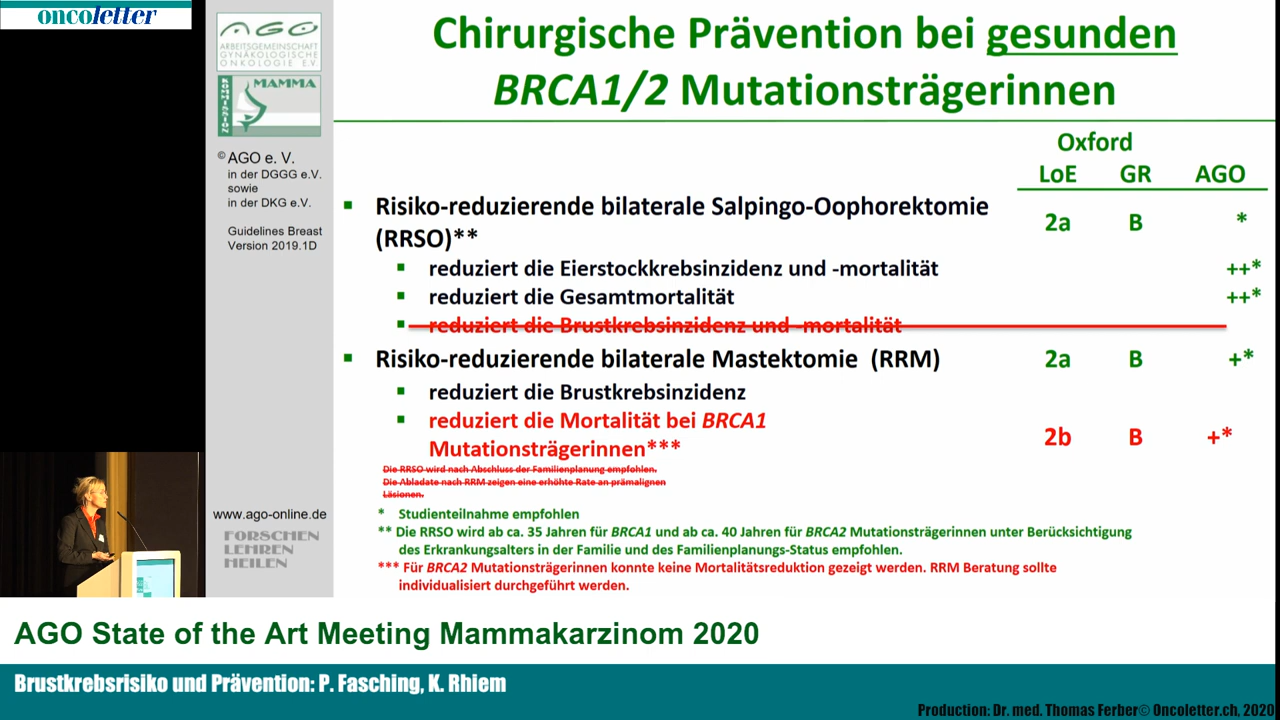 oncoletter
AGO
ARBEITSGEMEINSCHAFT
GYNÄKOLOGISCHE
ONKOLOGIE E.V.
KOMMISSION
MAMMA
© AGO e. V.
in der DGGG e.V.
sowie
in der DKG e.V.
Guidelines Breast
Version 2019.1D
www.ago-online.de
FORSCHEN
LEHREN
HEILEN
Chirurgische Prävention bei gesunden
BRCA1/2 Mutationsträgerinnen
Oxford
LoE GR AGO
Risiko-reduzierende bilaterale Salpingo-Oophorektomie
(RRSO)** 2a B *
reduziert die Eierstockkrebsinzidenz und -mortalität ++*
reduziert die Gesamtmortalität ++*
reduziert die Brustkrebsinzidenz und -mortalität
Risiko-reduzierende bilaterale Mastektomie (RRM) 2a B +*
reduziert die Brustkrebsinzidenz
reduziert die Mortalität bei BRCA1
Mutationsträgerinnen*** 2b B +*
Die RRSO wird nach Abschluss der Familienplanung empfohlen.
Die Abladate nach RRM zeigen eine erhöhte Rate an prämalignen
Läsionen.
* Studienteilnahme empfohlen
** Die RRSO wird ab ca. 35 Jahren für BRCA1 und ab ca. 40 Jahren für BRCA2 Mutationsträgerinnen unter Berücksichtigung
des Erkrankungsalters in der Familie und des Familienplanungs-Status empfohlen.
*** Für BRCA2 Mutationsträgerinnen konnte keine Mortalitätsreduktion gezeigt werden. RRM Beratung sollte
individualisiert durchgeführt werden.
AGO State of the Art Meeting Mammakarzinom 2020
Brustkrebsrisiko und Prävention: P. Fasching, K. Rhiem
Production: Dr. med. Thomas Ferber© Oncoletter.ch, 2020